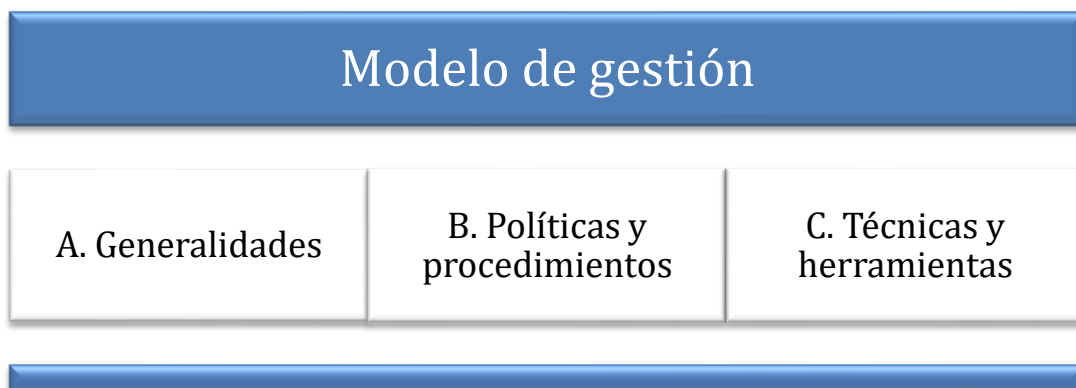 Modelo de gestión
A. Generalidades
B. Políticas y
procedimientos
C. Técnicas y
herramientas